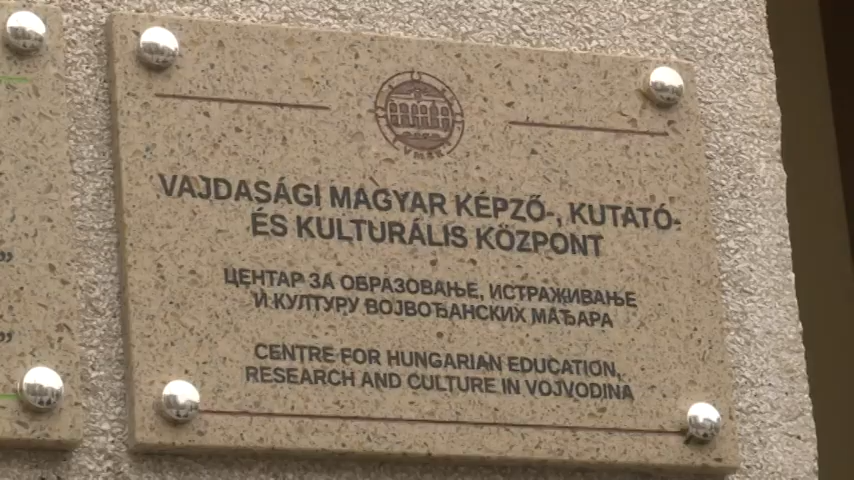 VMKK
VAJDASÁGI MAGYAR KÉPZŐ-, KUTATÓ-
ÉS KULTURÁLIS KÖZPONT
ЦЕНТАР ЗА ОБРАЗОВАЊЕ, ИСТРАЖИВАЊЕ
И КУЛТУРУ ВОЈВОЂАНСКИХ МАЂАРА
CENTRE FOR HUNGARIAN EDUCATION,
RESEARCH AND CULTURE IN VOJVODINA